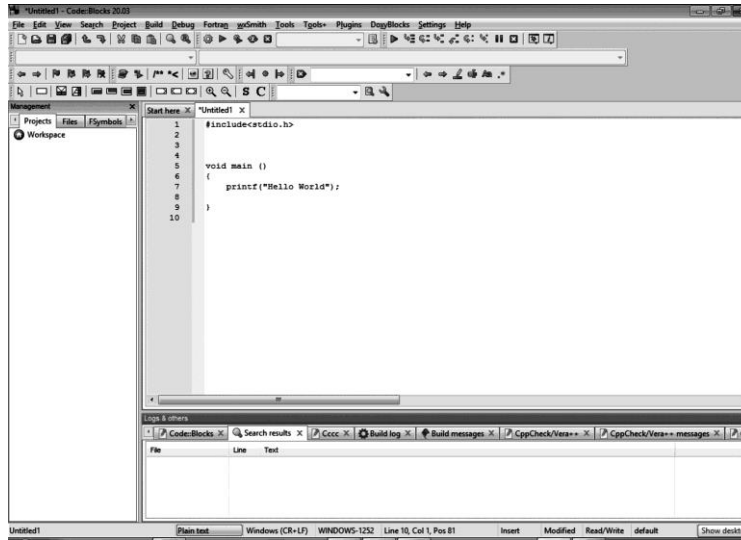 *Untitled1 - Code::Blocks 20.03
File Edit View Search Project Build Debug Fortran wxSmith Tools Tools+ Plugins DoxyBlocks Settings Help
/** *< S C .*
Management
Projects Files FSymbols
Workspace
Start here X *Untitled1 X
1 #include<stdio.h>
2
3
4
5 void main ()
6 {
7 printf("Hello World");
8
9 }
10
Logs & others
Code::Blocks X Search results X Cccc X Build log X Build messages X CppCheck/Vera++ X CppCheck/Vera++ messages X
File Line Text
Untitled1 Plain text Windows (CR+LF) WINDOWS-1252 Line 10, Col 1, Pos 81 Insert Modified Read/Write default Show deskt